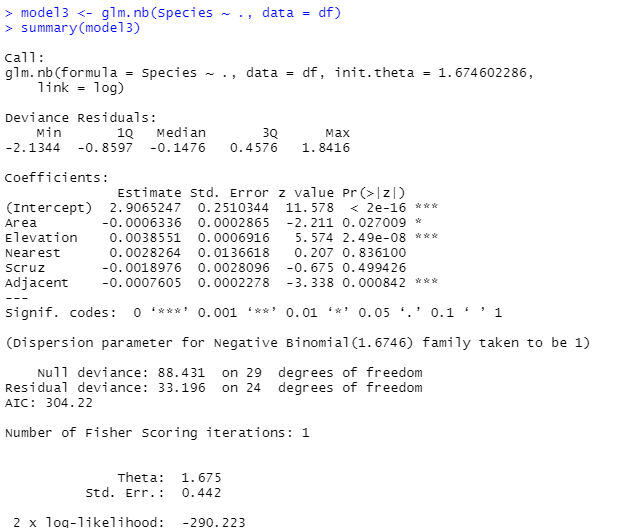 > model3 <- glm.nb(Species ~ ., data = df)
> summary(model3)
Call:
glm.nb(formula = Species ~ ., data = df, init.theta = 1.674602286,
    link = log)
Deviance Residuals:
    Min      1Q  Median      3Q     Max
-2.1344 -0.8597 -0.1476  0.4576  1.8416
Coefficients:
              Estimate Std. Error z value Pr(>|z|)
(Intercept)  2.9065247  0.2510344  11.578  < 2e-16 ***
Area        -0.0006336  0.0002865  -2.211 0.027009 *
Elevation    0.0038551  0.0006916   5.574 2.49e-08 ***
Nearest      0.0028264  0.0136618   0.207 0.836100
Scruz       -0.0018976  0.0028096  -0.675 0.499426
Adjacent    -0.0007605  0.0002278  -3.338 0.000842 ***
---
Signif. codes:  0 ‘***’ 0.001 ‘**’ 0.01 ‘*’ 0.05 ‘.’ 0.1 ‘ ’ 1
(Dispersion parameter for Negative Binomial(1.6746) family taken to be 1)
    Null deviance: 88.431  on 29  degrees of freedom
Residual deviance: 33.196  on 24  degrees of freedom
AIC: 304.22
Number of Fisher Scoring iterations: 1
              Theta:  1.675
          Std. Err.:  0.442
 2 x log-likelihood:  -290.223